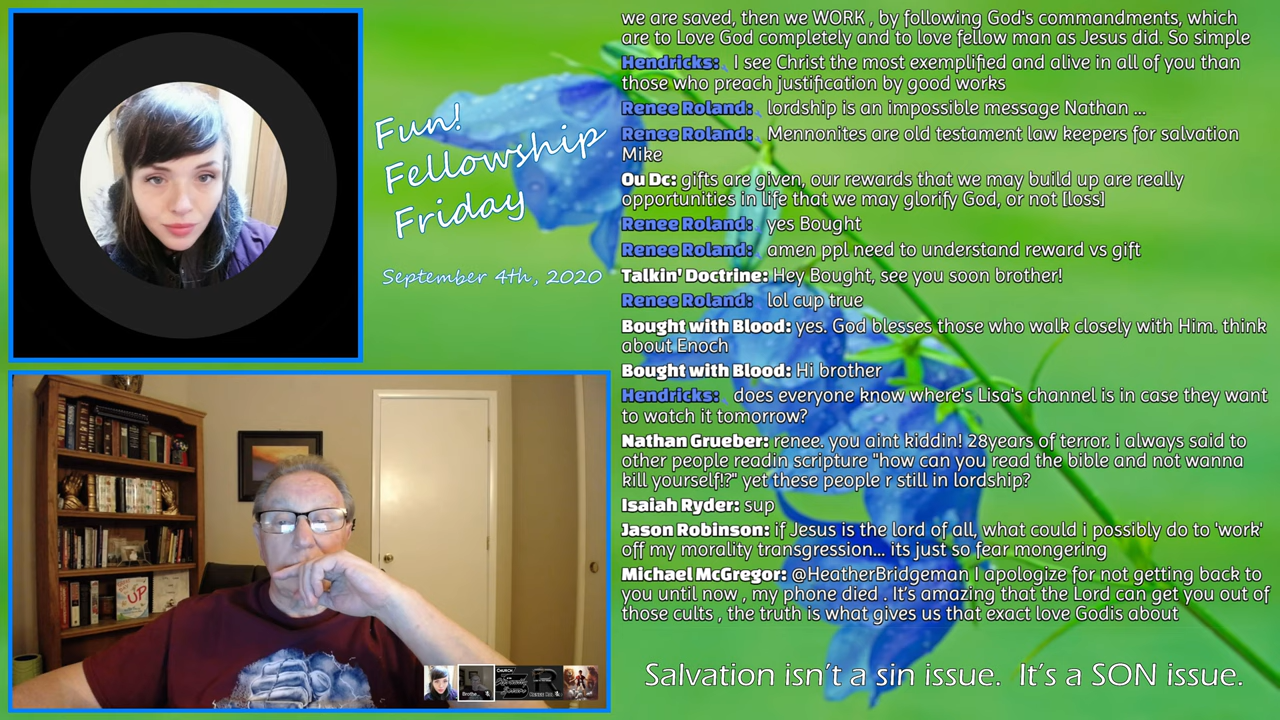 Fun!
Fellowship
Friday
September 4th, 2020
we are saved, then we WORK , by following God's commandments, which
are to Love God completely and to love fellow man as Jesus did. So simple
Hendricks: I see Christ the most exemplified and alive in all of you than
those who preach justification by good works
Renee Roland: lordship is an impossible message Nathan ...
Renee Roland: Mennonites are old testament law keepers for salvation
Mike
Ou Dc: gifts are given, our rewards that we may build up are really
opportunities in life that we may glorify God, or not [loss]
Renee Roland: yes Bought
Renee Roland: amen ppl need to understand reward vs gift
Talkin' Doctrine: Hey Bought, see you soon brother!
Renee Roland: lol cup true
Bought with Blood: yes. God blesses those who walk closely with Him. think
about Enoch
Bought with Blood: Hi brother
Hendricks: does everyone know where's Lisa's channel is in case they want
to watch it tomorrow?
Nathan Grueber: renee. you aint kiddin! 28years of terror. i always said to
other people readin scripture "how can you read the bible and not wanna
kill yourself!?" yet these people r still in lordship?
Isaiah Ryder: sup
Jason Robinson: if Jesus is the lord of all, what could i possibly do to 'work'
off my morality transgression... its just so fear mongering
Michael McGregor: @HeatherBridgeman I apologize for not getting back to
you until now , my phone died . It's amazing that the Lord can get you out of
those cults , the truth is what gives us that exact love Godis about
Salvation isn't a sin issue. It's a SON issue.
UP
Brothe...